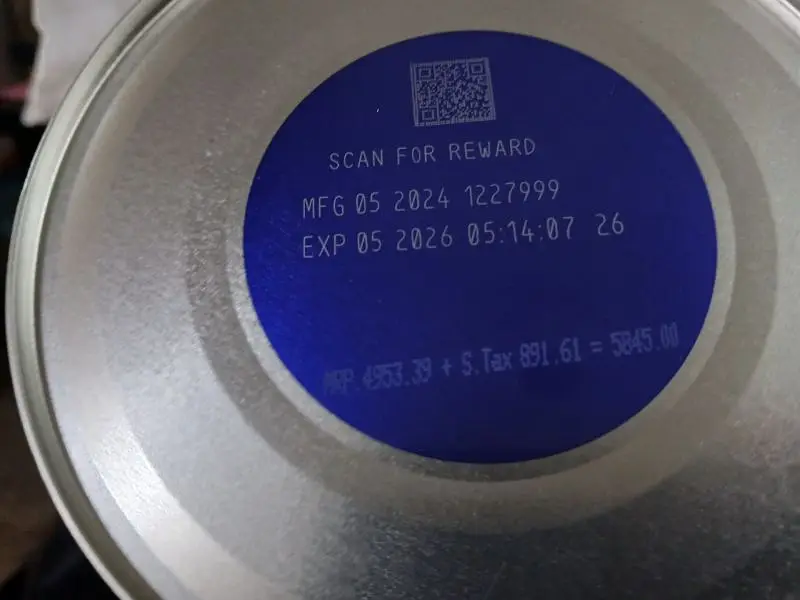 SCAN FOR REWARD
MFG 05 2024 1227999
EXP 05 2026 05:14:07 26
MRP.4953.39 + S.Tax 891.61 = 5845.00